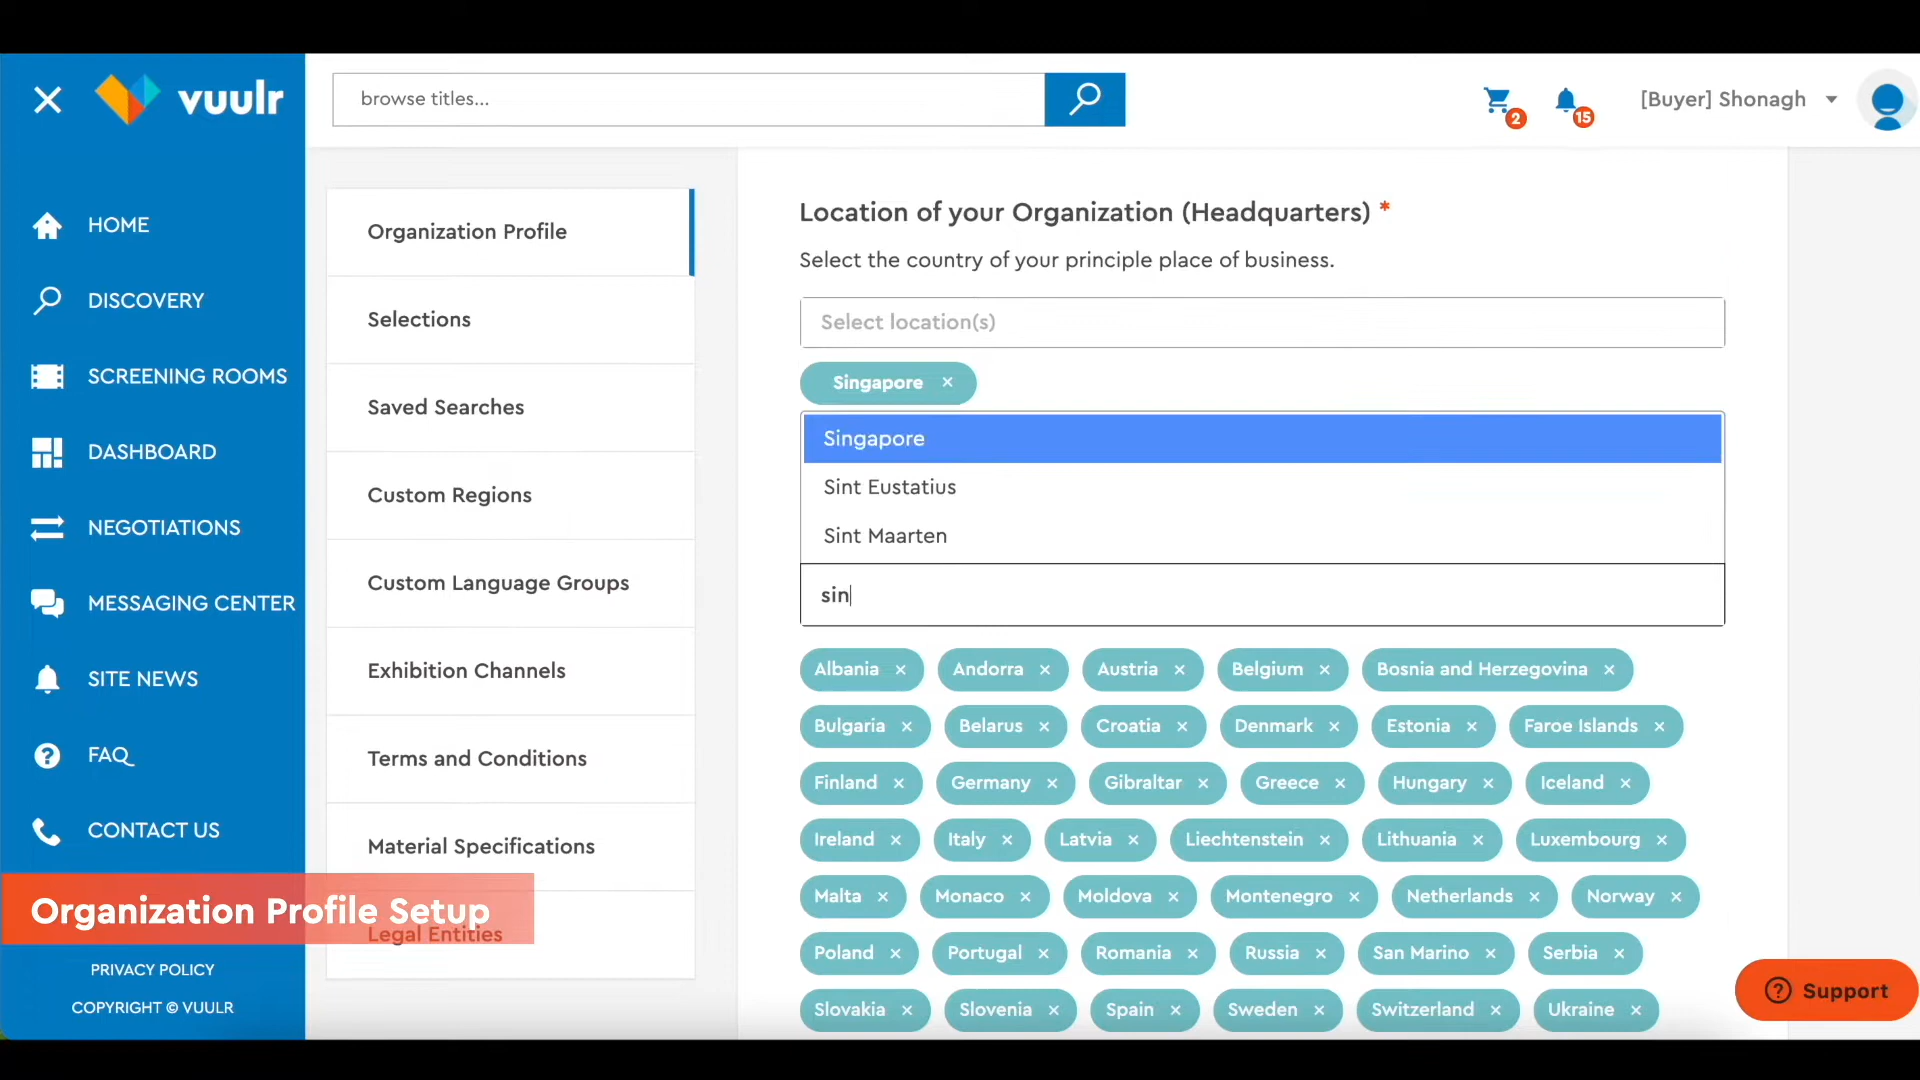 vuulr
browse titles...
2
15
[Buyer] Shonagh
HOME
DISCOVERY
SCREENING ROOMS
DASHBOARD
NEGOTIATIONS
MESSAGING CENTER
SITE NEWS
FAQ
CONTACT US
Organization Profile Setup
PRIVACY POLICY
COPYRIGHT © VUULR
Organization Profile
Selections
Saved Searches
Custom Regions
Custom Language Groups
Exhibition Channels
Terms and Conditions
Material Specifications
Legal Entities
Location of your Organization (Headquarters) *
Select the country of your principle place of business.
Select location(s)
Singapore ×
Singapore
Sint Eustatius
Sint Maarten
sin
Albania × Andorra × Austria × Belgium × Bosnia and Herzegovina ×
Bulgaria × Belarus × Croatia × Denmark × Estonia × Faroe Islands ×
Finland × Germany × Gibraltar × Greece × Hungary × Iceland ×
Ireland × Italy × Latvia × Liechtenstein × Lithuania × Luxembourg ×
Malta × Monaco × Moldova × Montenegro × Netherlands × Norway ×
Poland × Portugal × Romania × Russia × San Marino × Serbia ×
Slovakia × Slovenia × Spain × Sweden × Switzerland × Ukraine ×
? Support